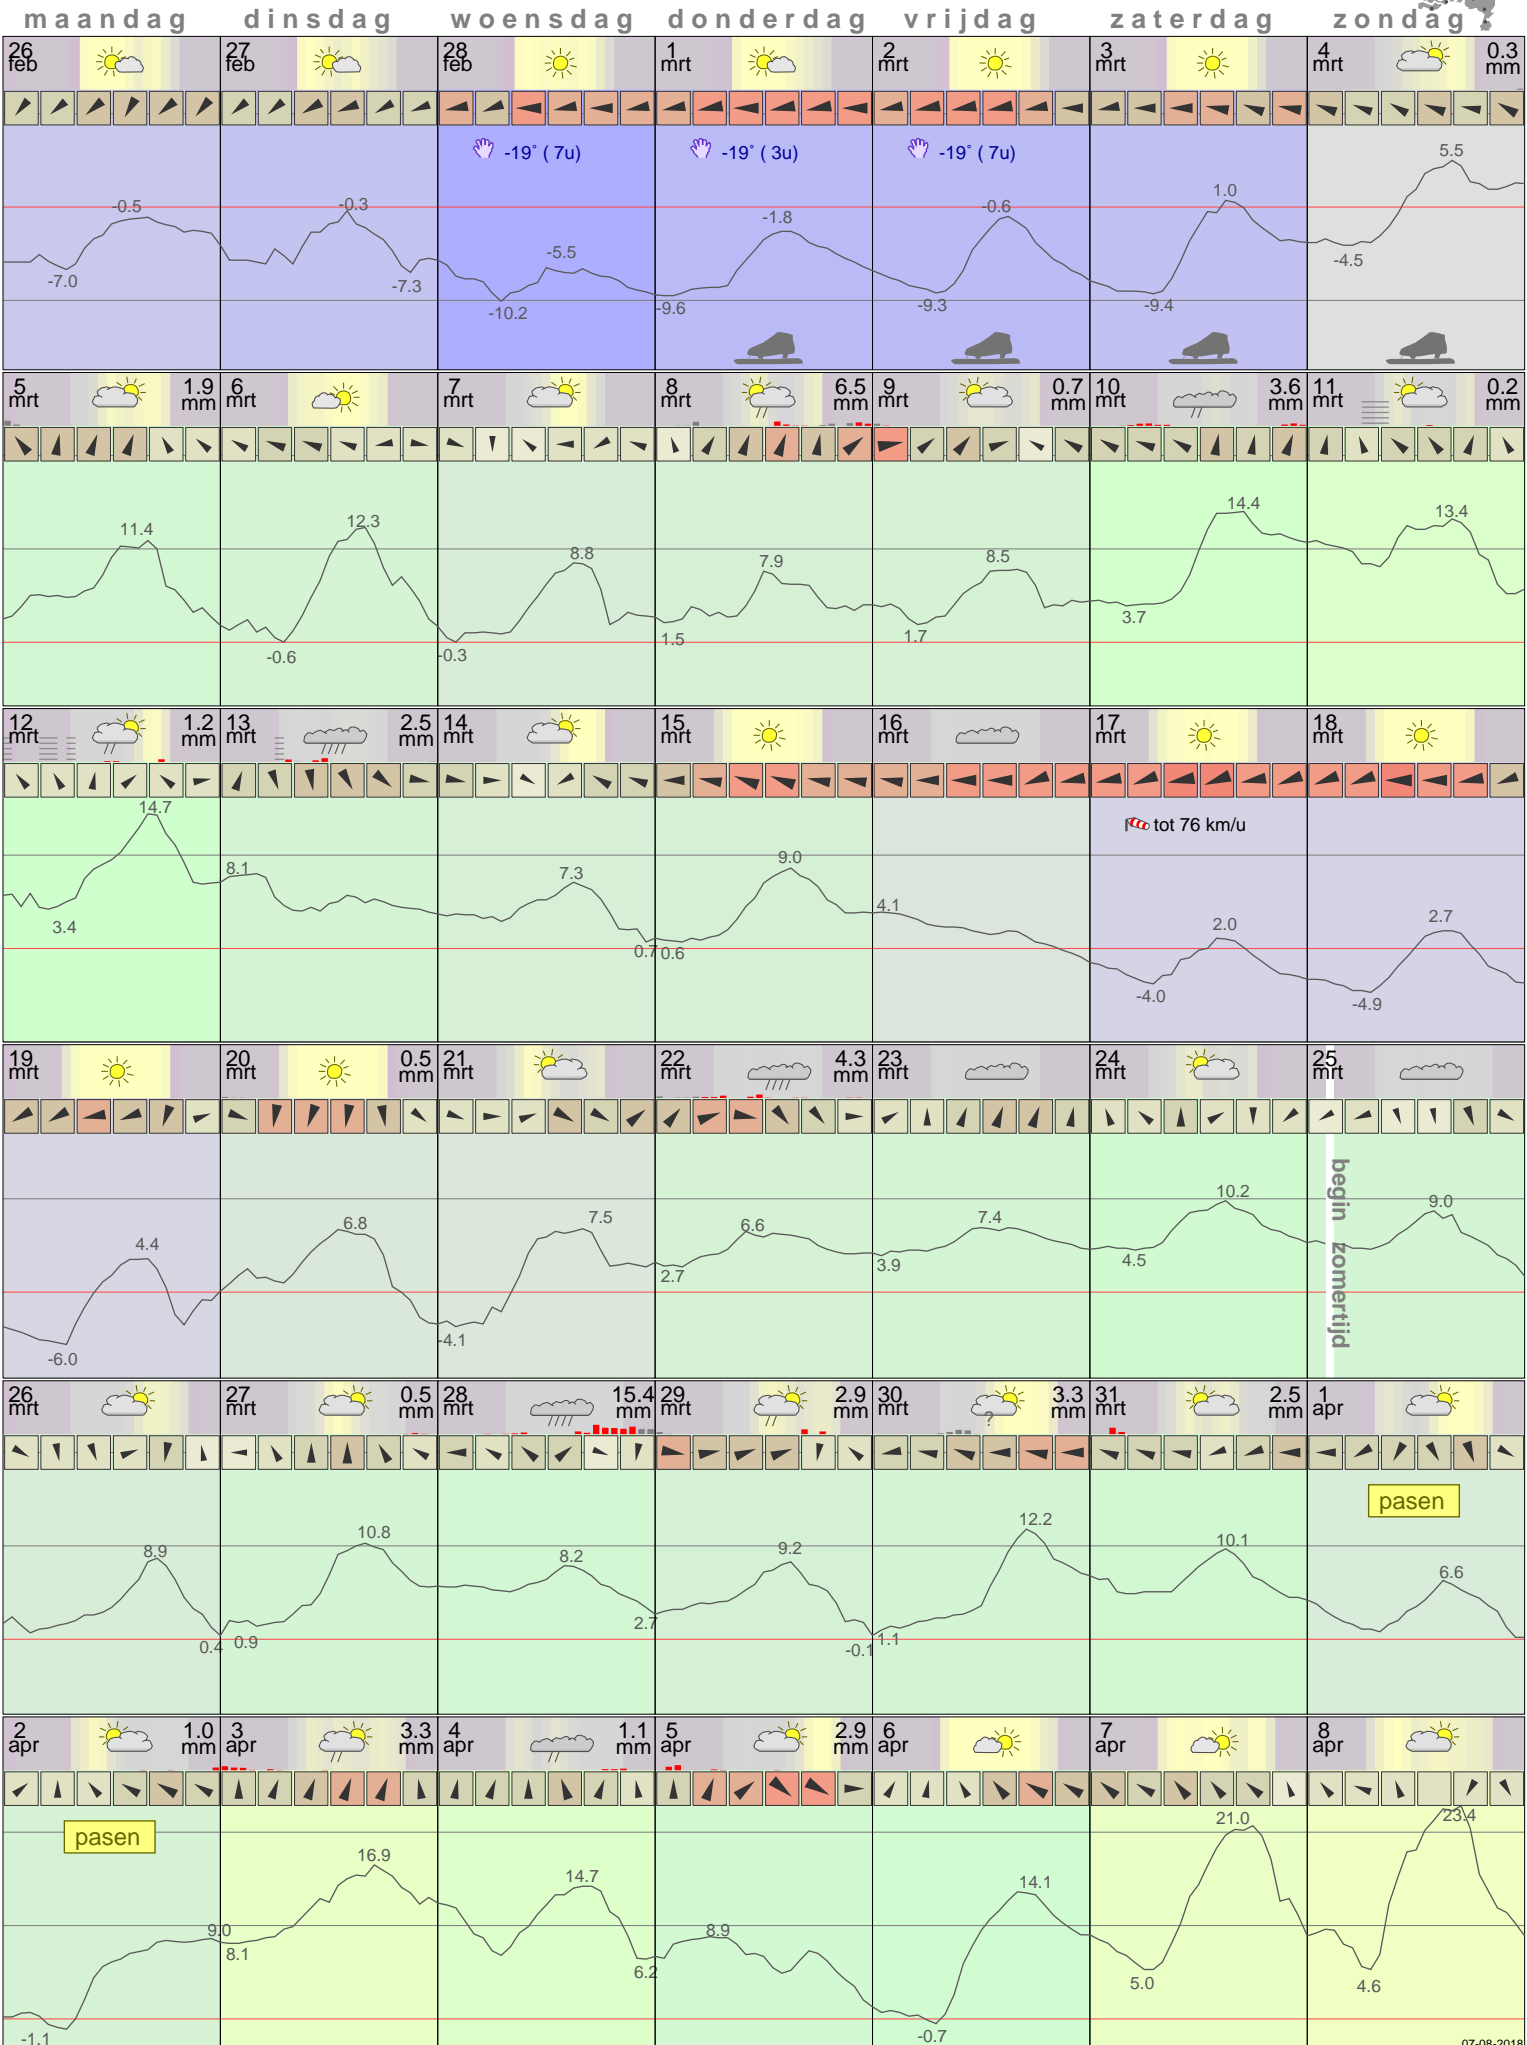 maandag dinsdag woensdag donderdag vrijdag zaterdag zondag
26 27 28 1 2 3 4 0.3
feb feb feb mrt mrt mrt mrt mm
-19° ( 7u) -19° ( 3u) -19° ( 7u)
-0.5 -0.3 -5.5 -1.8 -0.6 1.0 5.5
-7.0 -7.3 -10.2 -9.6 -9.3 -9.4 -4.5
5 1.9 6 7 8 6.5 9 0.7 10 3.6 11 0.2
mrt mm mrt mrt mrt mm mrt mm mrt mm mrt mm
11.4 12.3 8.8 7.9 8.5 14.4 13.4
-0.6 -0.3 1.5 1.7 3.7
12 1.2 13 2.5 14 15 16 17 18
mrt mm mrt mm mrt mrt mrt mrt mrt
tot 76 km/u
14.7 8.1 7.3 9.0 4.1 2.0 2.7
3.4 0.7 0.6 -4.0 -4.9
19 20 0.5 21 22 4.3 23 24 25
mrt mrt mm mrt mrt mm mrt mrt mrt
begin zomertijd
4.4 6.8 7.5 6.6 7.4 10.2 9.0
-6.0 -4.1 2.7 3.9 4.5
26 27 0.5 28 15.4 29 2.9 30 3.3 31 2.5 1
mrt mrt mm mrt mm mrt mm mrt ? mm mrt mm apr
pasen
8.9 10.8 8.2 9.2 12.2 10.1 6.6
0.4 0.9 2.7 -0.1 1.1
2 1.0 3 3.3 4 1.1 5 2.9 6 7 8
apr mm apr mm apr mm apr mm apr apr apr
pasen
9.0 16.9 14.7 8.9 14.1 21.0 23.4
-1.1 8.1 6.2 -0.7 5.0 4.6
07-08-2018